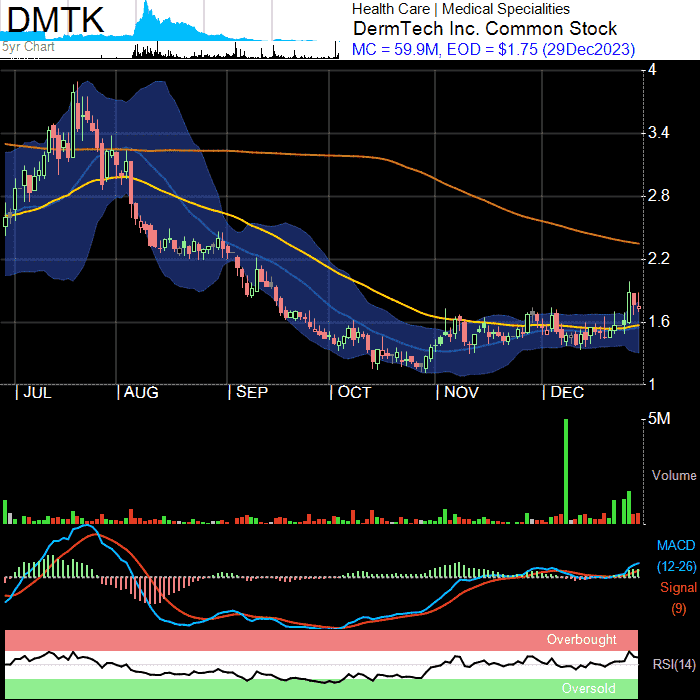 DMTK
5yr Chart
Health Care | Medical Specialities
DermTech Inc. Common Stock
MC = 59.9M, EOD = $1.75 (29Dec2023)
4
3.4
2.8
2.2
1.6
1
| JUL | AUG | SEP | OCT | NOV | DEC
5M
Volume
MACD
(12-26)
Signal
(9)
Overbought
RSI(14)
Oversold